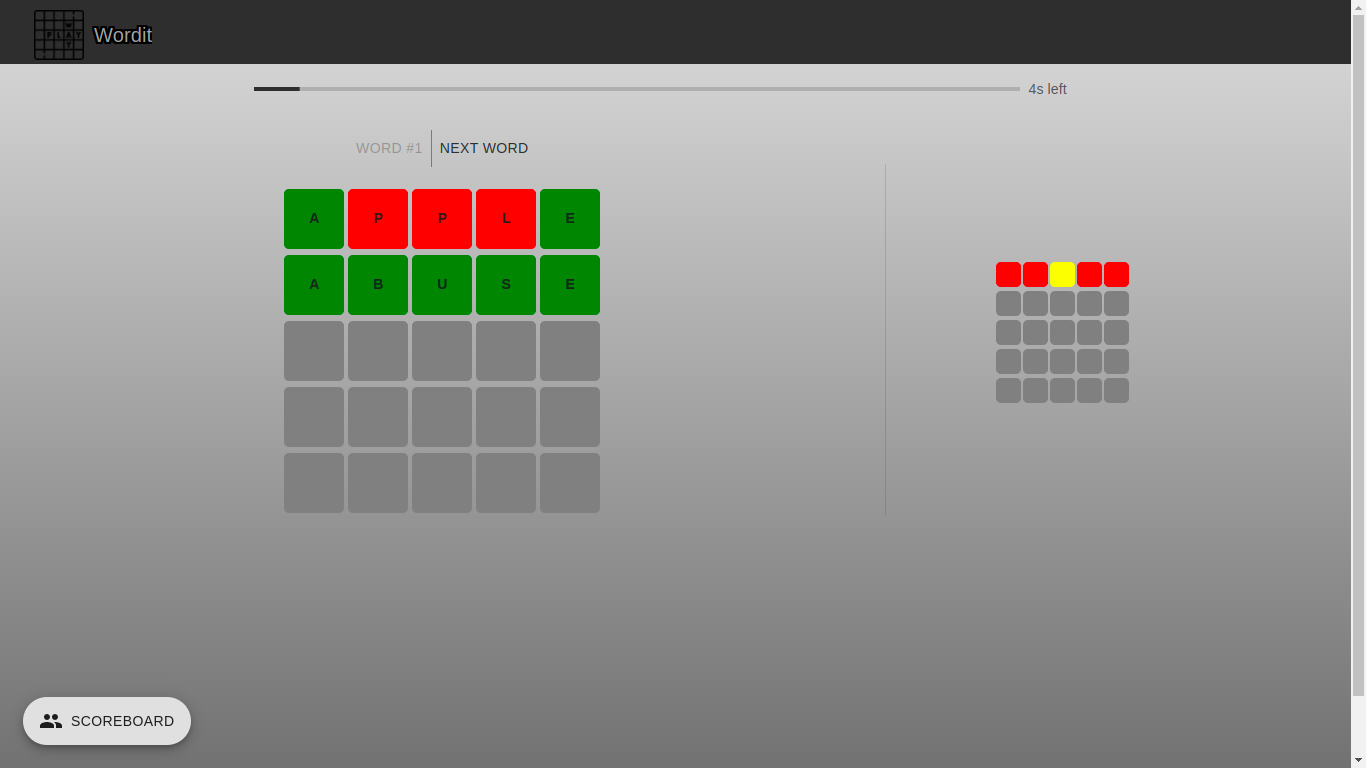 W
P L A Y
Y
Wordit
4s left
WORD #1 NEXT WORD
A P P L E
A B U S E
SCOREBOARD